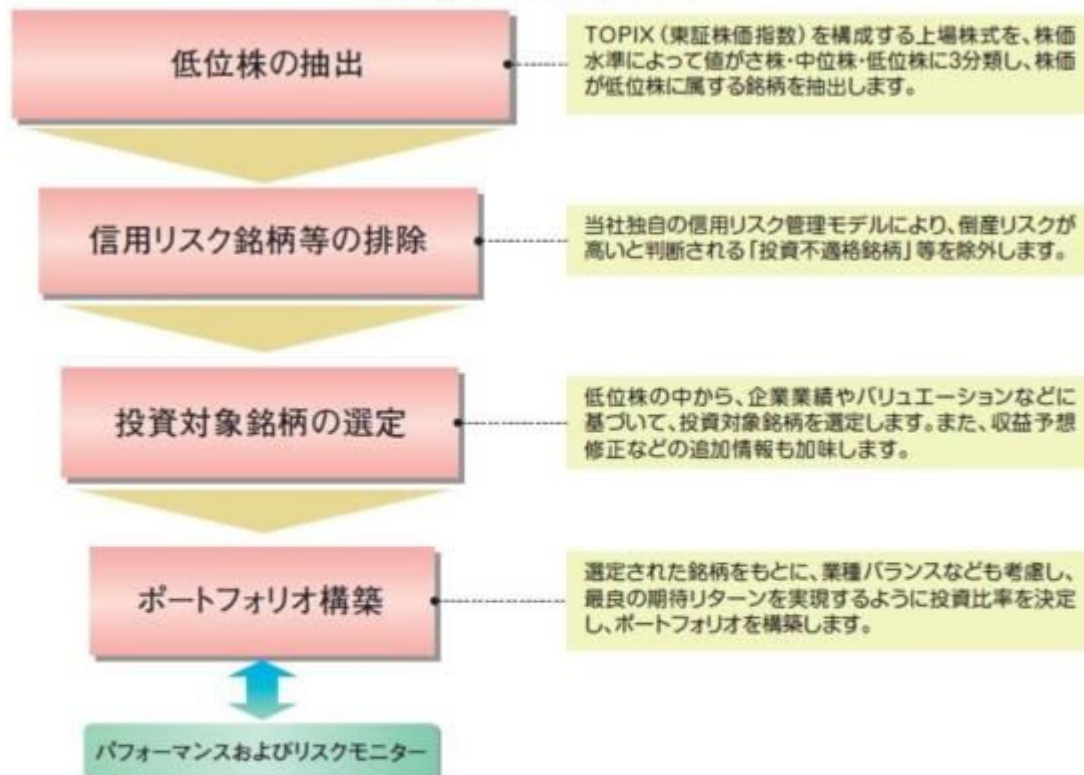 低位株の抽出
TOPIX(東証株価指数)を構成する上場株式を、株価
水準によって値がさ株・中位株・低位株に3分類し、株価
が低位株に属する銘柄を抽出します。
信用リスク銘柄等の排除
当社独自の信用リスク管理モデルにより、倒産リスクが
高いと判断される「投資不適格銘柄」等を除外します。
投資対象銘柄の選定
低位株の中から、企業業績やバリュエーションなどに
基づいて、投資対象銘柄を選定します。また、収益予想
修正などの追加情報も加味します。
ポートフォリオ構築
選定された銘柄をもとに、業種バランスなども考慮し、
最良の期待リターンを実現するように投資比率を決定
し、ポートフォリオを構築します。
パフォーマンスおよびリスクモニター